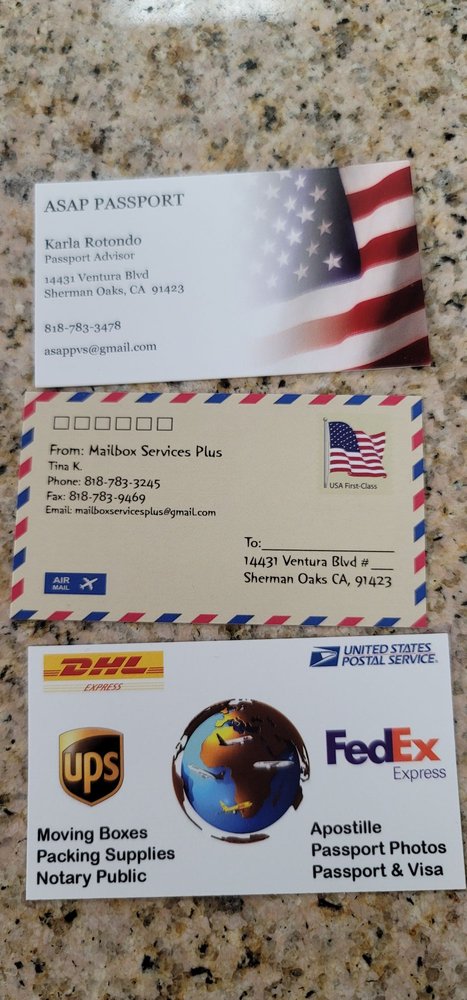 ASAP PASSPORT
Karla Rotondo
Passport Advisor
14431 Ventura Blvd
Sherman Oaks, CA 91423
818-783-3478
asappvs@gmail.com
From: Mailbox Services Plus
Tina K.
Phone: 818-783-3245
Fax: 818-783-9469
Email: mailboxservicesplus@gmail.com
USA First-Class
To:
14431 Ventura Blvd #___
Sherman Oaks CA, 91423
AIR
MAIL
DHL
EXPRESS
UNITED STATES
POSTAL SERVICE®
ups
FedEx
Express
Moving Boxes
Packing Supplies
Notary Public
Apostille
Passport Photos
Passport & Visa